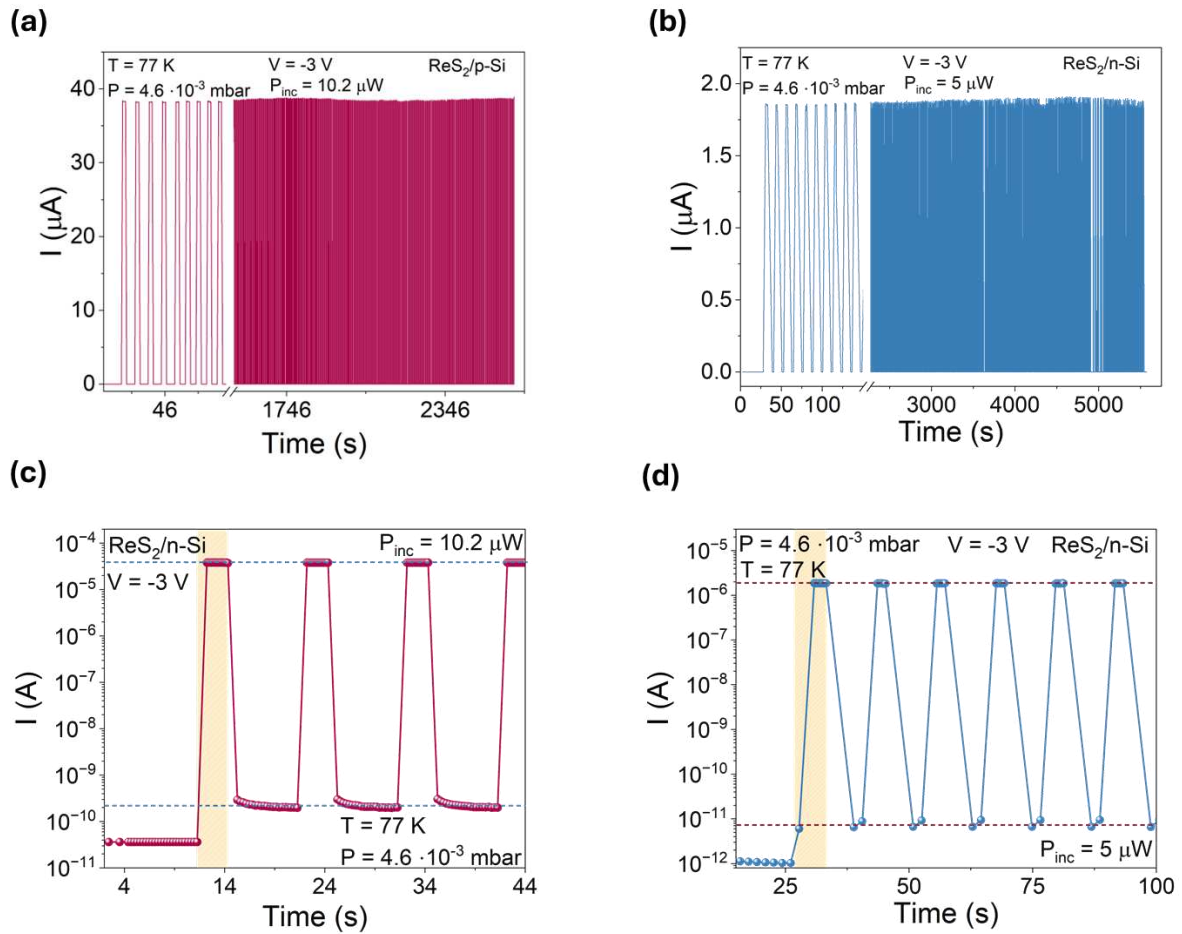 (a)
T = 77 K V = -3 V ReS₂/p-Si
P = 4.6 ·10⁻³ mbar P_inc = 10.2 μW
40
30
20
10
0
I (μA)
46 1746 2346
Time (s)
(b)
T = 77 K V = -3 V ReS₂/n-Si
P = 4.6 ·10⁻³ mbar P_inc = 5 μW
2.0
1.5
1.0
0.5
0.0
I (μA)
0 50 100 3000 4000 5000
Time (s)
(c)
ReS₂/n-Si P_inc = 10.2 μW
V = -3 V
10⁻⁴
10⁻⁵
10⁻⁶
10⁻⁷
10⁻⁸
10⁻⁹
10⁻¹⁰
10⁻¹¹
I (A)
T = 77 K
P = 4.6 ·10⁻³ mbar
4 14 24 34 44
Time (s)
(d)
P = 4.6 ·10⁻³ mbar V = -3 V ReS₂/n-Si
T = 77 K
10⁻⁵
10⁻⁶
10⁻⁷
10⁻⁸
10⁻⁹
10⁻¹⁰
10⁻¹¹
10⁻¹²
I (A)
P_inc = 5 μW
25 50 75 100
Time (s)